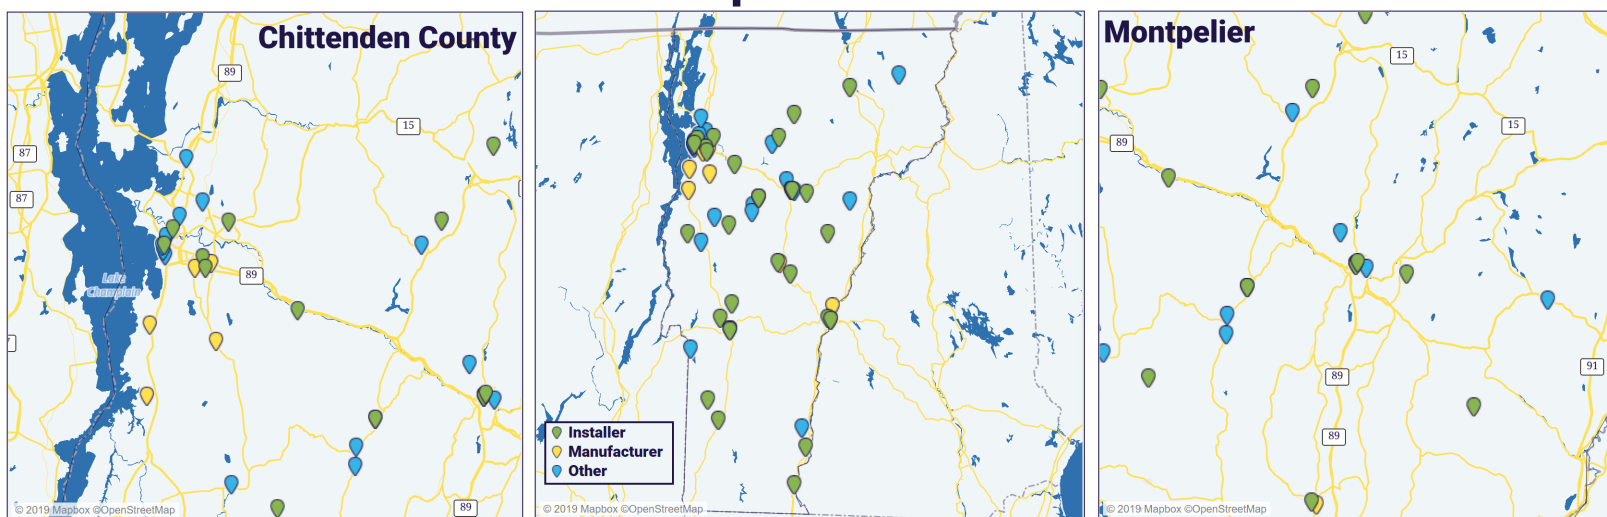 Chittenden County
89
15
87
87
89
Lake
Champlain
89
© 2019 Mapbox ©OpenStreetMap
Installer
Manufacturer
Other
© 2019 Mapbox ©OpenStreetMap
Montpelier
15
15
89
91
89
89
© 2019 Mapbox ©OpenStreetMap